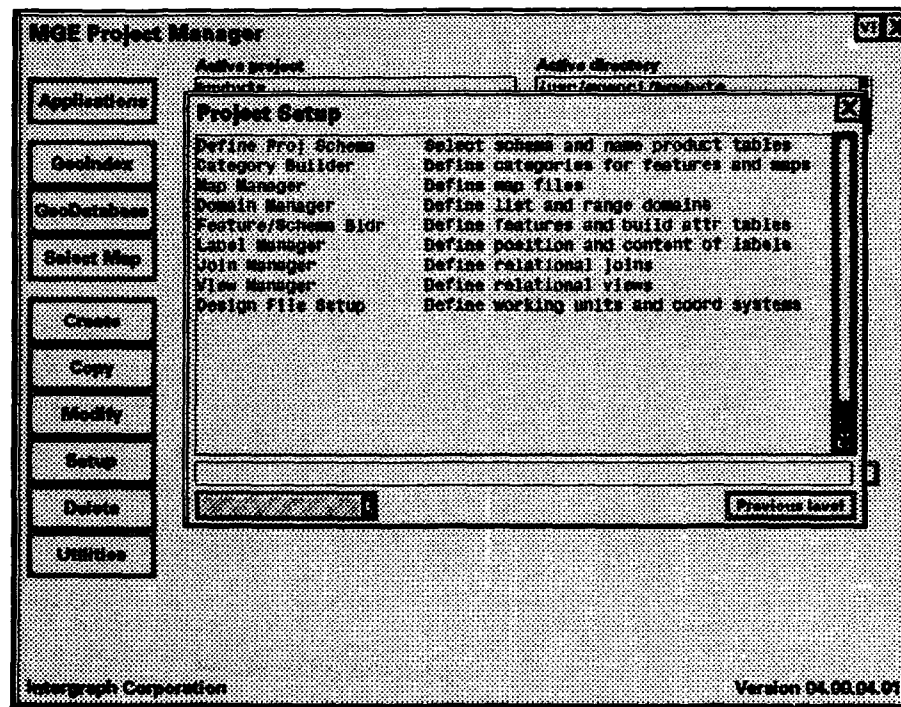 MGE Project Manager
Active project
Active directory
Applications
GeoIndex
GeoDatabase
Select Map
Create
Copy
Modify
Setup
Delete
Utilities
Project Setup
Define Proj Schema Select schema and name product tables
Category Builder Define categories for features and maps
Map Manager Define map files
Domain Manager Define list and range domains
Feature/Schema Bldr Define features and build attr tables
Label Manager Define position and content of labels
Join Manager Define relational joins
View Manager Define relational views
Design File Setup Define working units and coord systems
Previous level
Intergraph Corporation
Version 04.00.04.01